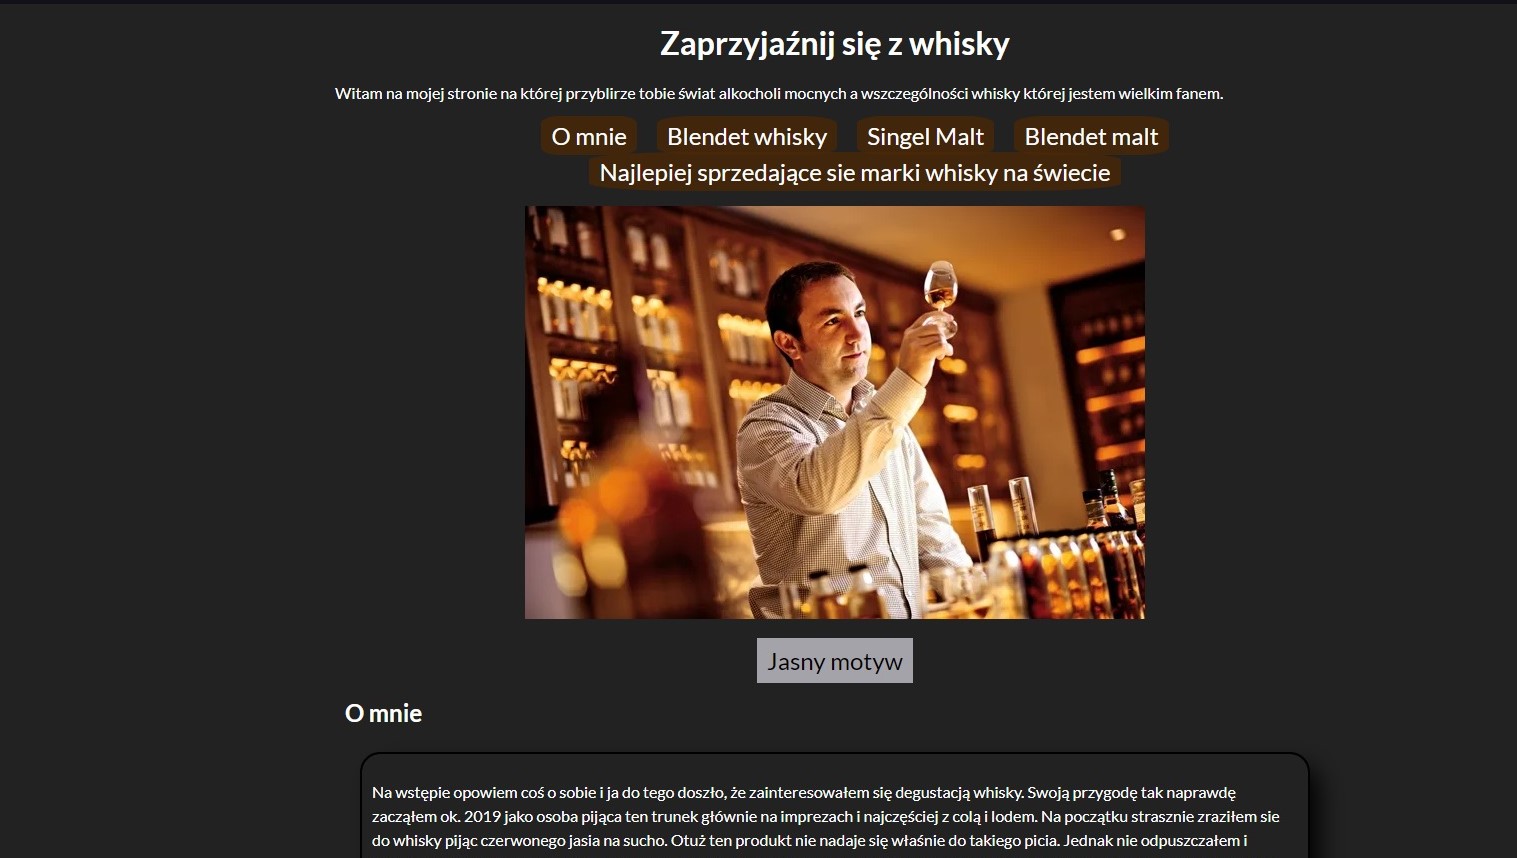 Zaprzyjaźnij się z whisky
Witam na mojej stronie na której przyblirze tobie świat alkocholi mocnych a wszczególności whisky której jestem wielkim fanem.
O mnie Blendet whisky Singel Malt Blendet malt
Najlepiej sprzedające sie marki whisky na świecie
Jasny motyw
O mnie
Na wstępie opowiem coś o sobie i ja do tego doszło, że zainteresowałem się degustacją whisky. Swoją przygodę tak naprawdę
zacząłem ok. 2019 jako osoba pijąca ten trunek głównie na imprezach i najczęściej z colą i lodem. Na początku strasznie zraziłem sie
do whisky pijąc czerwonego jasia na sucho. Otuż ten produkt nie nadaje się właśnie do takiego picia. Jednak nie odpuszczałem i